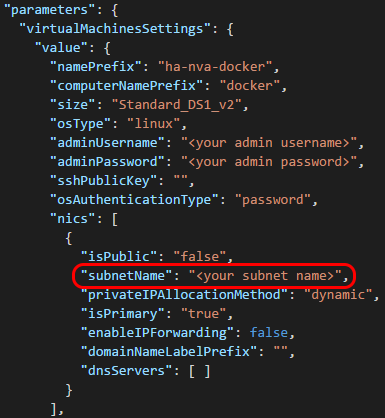 "parameters": {
"virtualMachinesSettings": {
"value": {
"namePrefix": "ha-nva-docker",
"computerNamePrefix": "docker",
"size": "Standard_DS1_v2",
"osType": "linux",
"adminUsername": "<your admin username>",
"adminPassword": "<your admin password>",
"sshPublicKey": "",
"osAuthenticationType": "password",
"nics": [
{
"isPublic": "false",
"subnetName": "<your subnet name>",
"privateIPAllocationMethod": "dynamic",
"isPrimary": "true",
"enableIPForwarding": false,
"domainNameLabelPrefix": "",
"dnsServers": [ ]
}
],